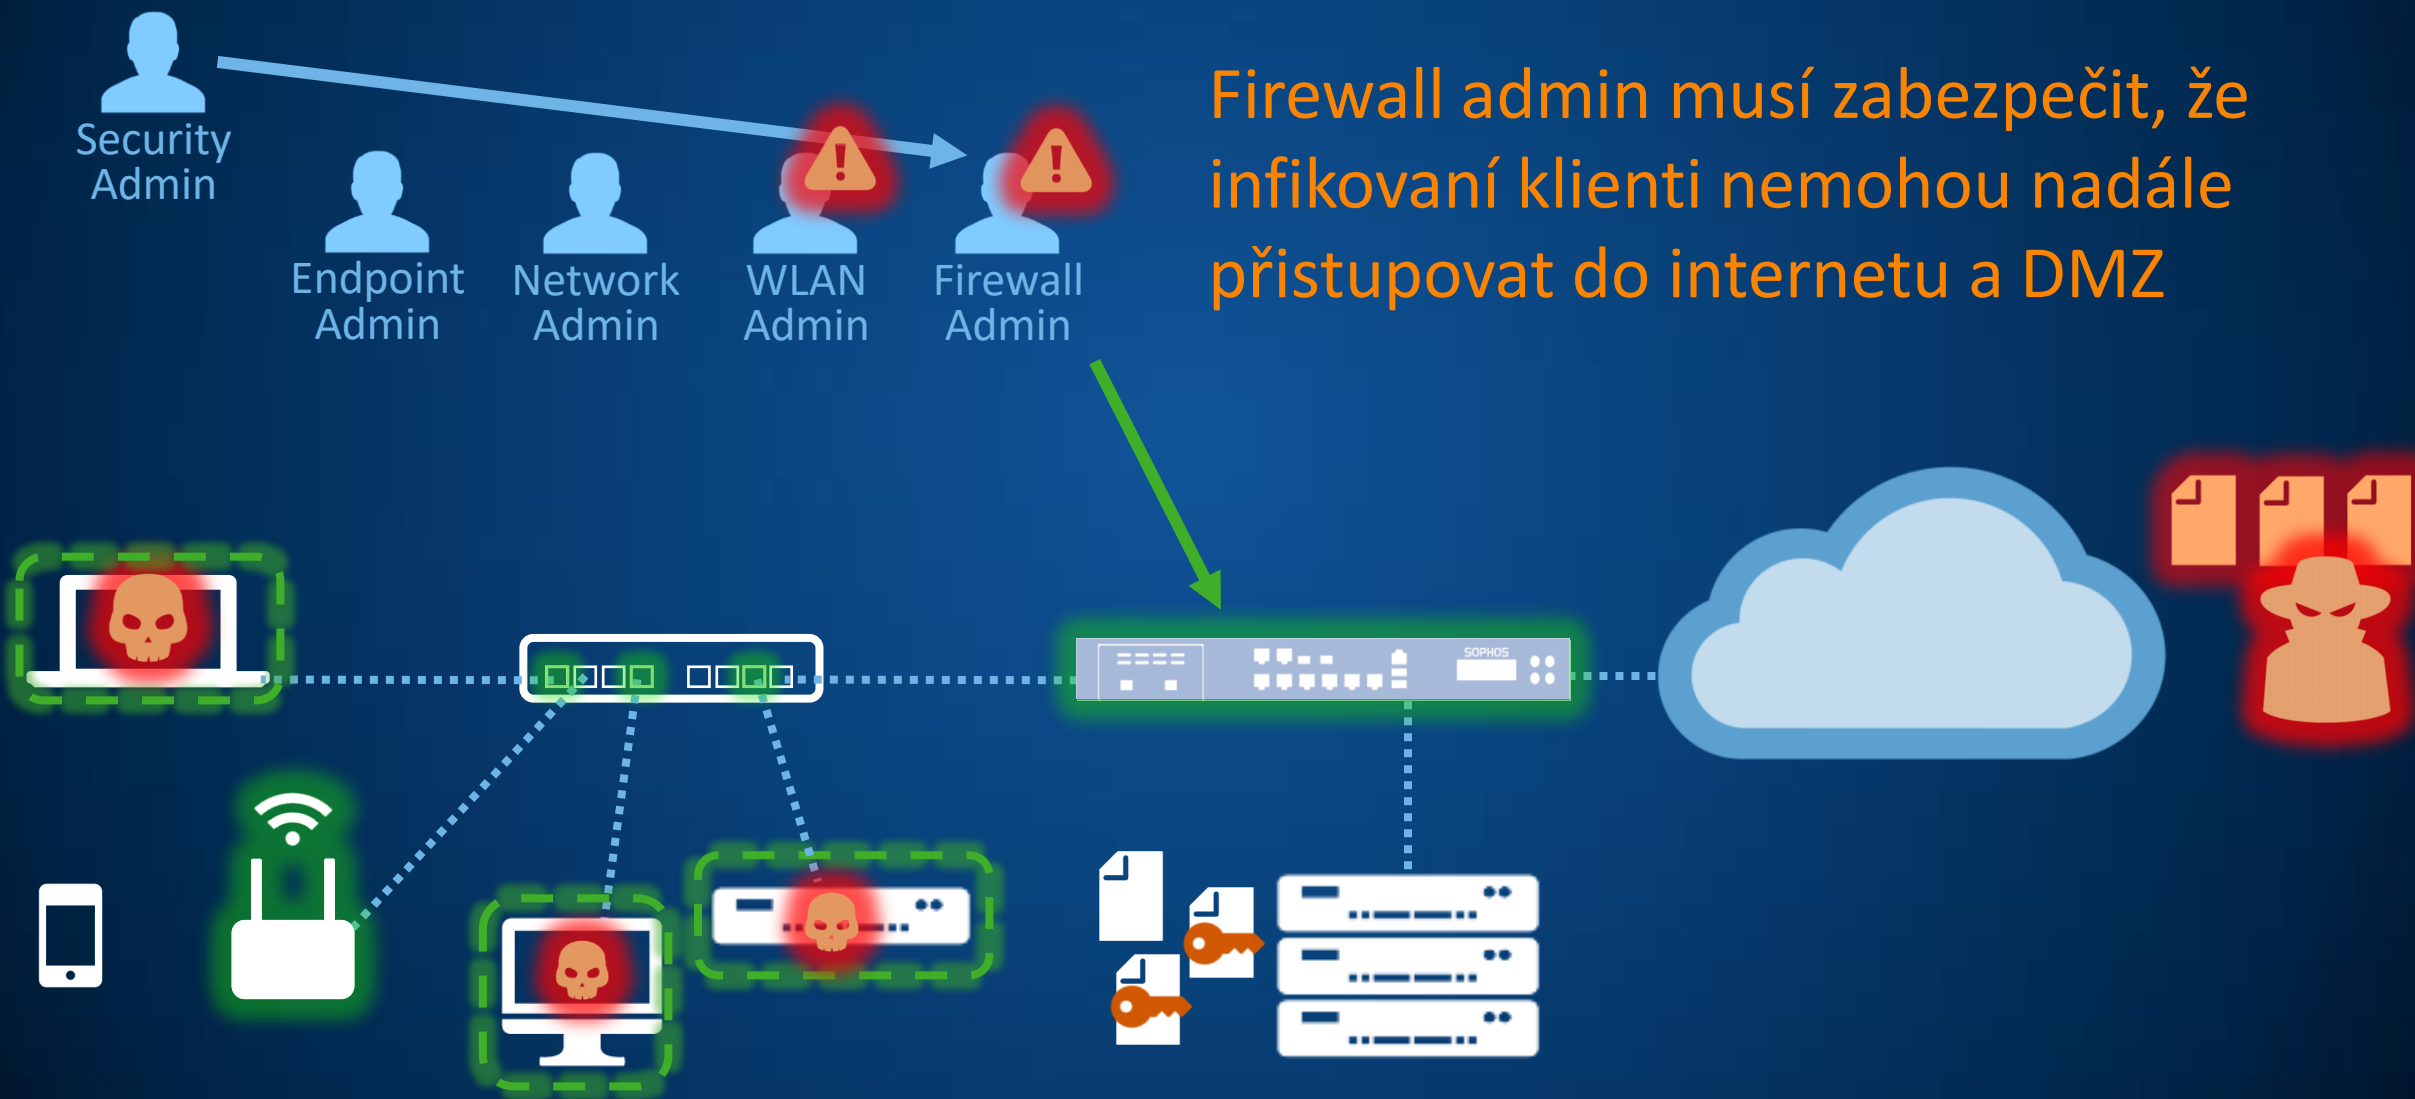 Security
Admin
Endpoint
Admin
Network
Admin
WLAN
Admin
Firewall
Admin
Firewall admin musí zabezpečit, že
infikovaní klienti nemohou nadále
přistupovat do internetu a DMZ
SOPHOS